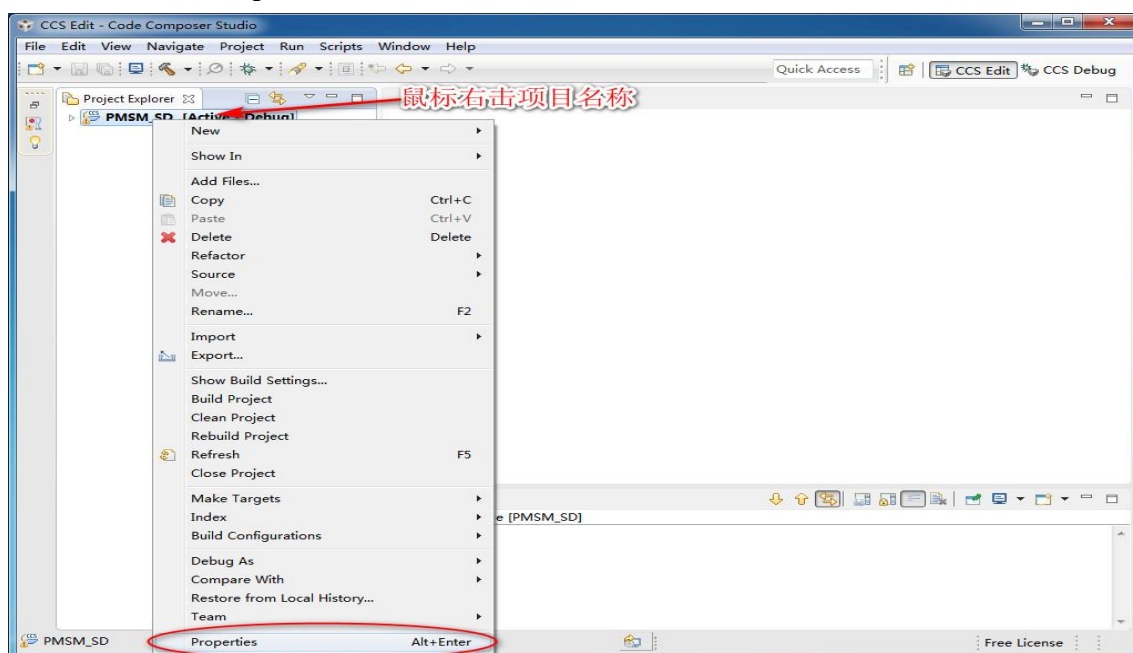 CCS Edit - Code Composer Studio
File Edit View Navigate Project Run Scripts Window Help
Quick Access CCS Edit CCS Debug
Project Explorer
鼠标右击项目名称
PMSM_SD [Active - Debug]
New
Show In
Add Files...
Copy Ctrl+C
Paste Ctrl+V
Delete Delete
Refactor
Source
Move...
Rename... F2
Import
Export...
Show Build Settings...
Build Project
Clean Project
Rebuild Project
Refresh F5
Close Project
Make Targets
Index
e [PMSM_SD]
Build Configurations
Debug As
Compare With
Restore from Local History...
Team
Properties Alt+Enter
PMSM_SD
Free License